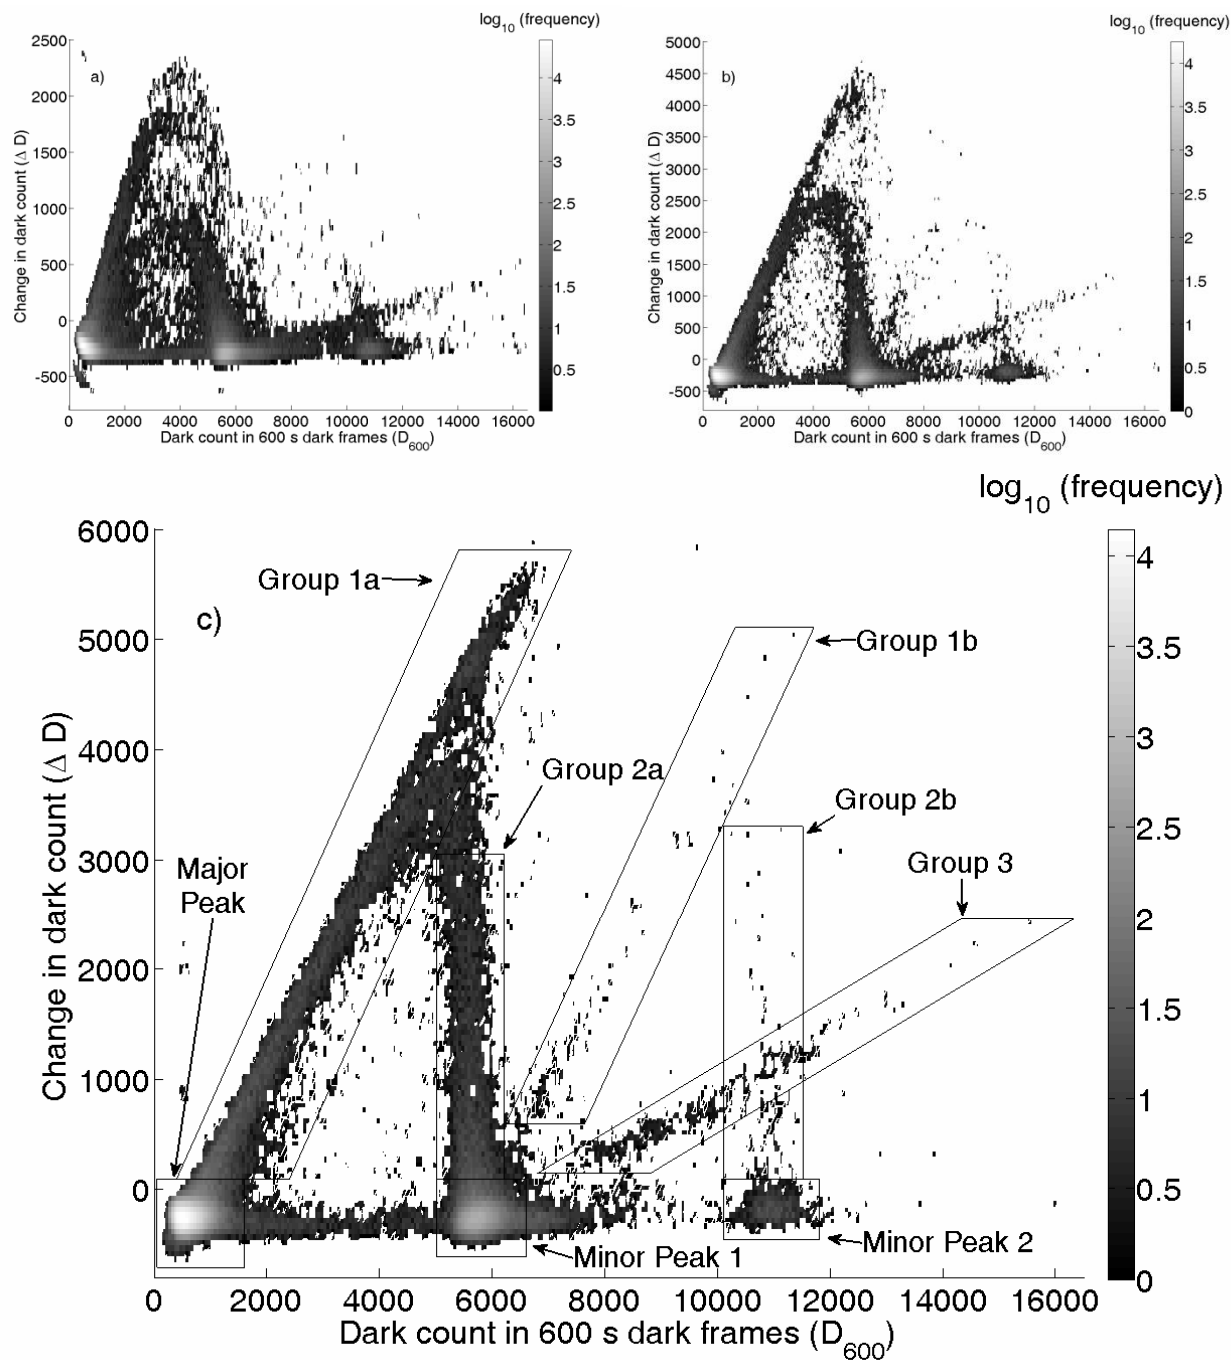 log10 (frequency)
a)
2500
2000
1500
1000
500
0
-500
Change in dark count (Δ D)
0 2000 4000 6000 8000 10000 12000 14000 16000
Dark count in 600 s dark frames (D600)
4
3.5
3
2.5
2
1.5
1
0.5
log10 (frequency)
b)
5000
4500
4000
3500
3000
2500
2000
1500
1000
500
0
-500
Change in dark count (Δ D)
0 2000 4000 6000 8000 10000 12000 14000 16000
Dark count in 600 s dark frames (D600)
4
3.5
3
2.5
2
1.5
1
0.5
0
log10 (frequency)
c)
6000
5000
4000
3000
2000
1000
0
Change in dark count (Δ D)
Group 1a
Group 1b
Group 2a
Group 2b
Group 3
Major
Peak
Minor Peak 1
Minor Peak 2
0 2000 4000 6000 8000 10000 12000 14000 16000
Dark count in 600 s dark frames (D600)
4
3.5
3
2.5
2
1.5
1
0.5
0